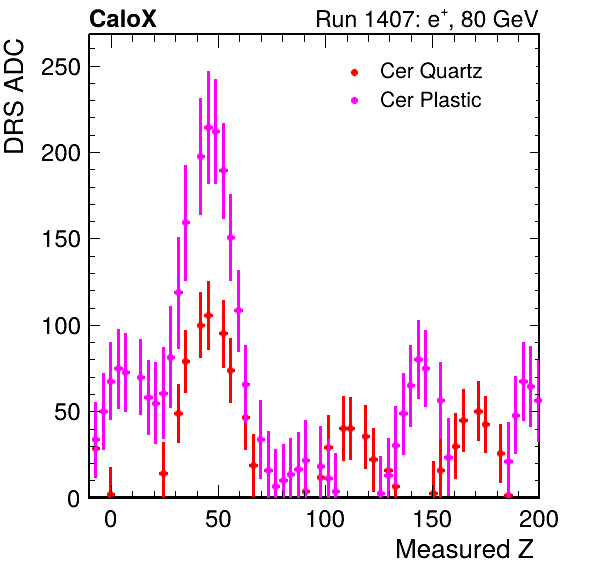 CaloX Run 1407: e⁺, 80 GeV
DRS ADC
Cer Quartz
Cer Plastic
250
200
150
100
50
0
0 50 100 150 200
Measured Z